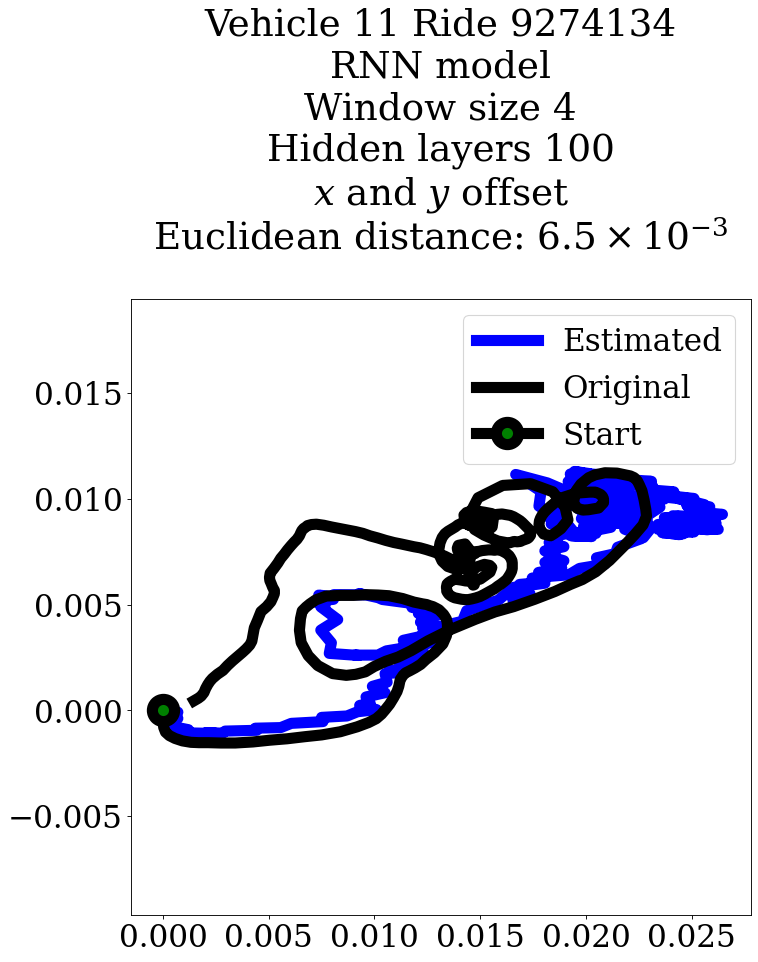 Vehicle 11 Ride 9274134
RNN model
Window size 4
Hidden layers 100
x and y offset
Euclidean distance: 6.5 × 10⁻³
Estimated
Original
Start
0.015
0.010
0.005
0.000
−0.005
0.000 0.005 0.010 0.015 0.020 0.025